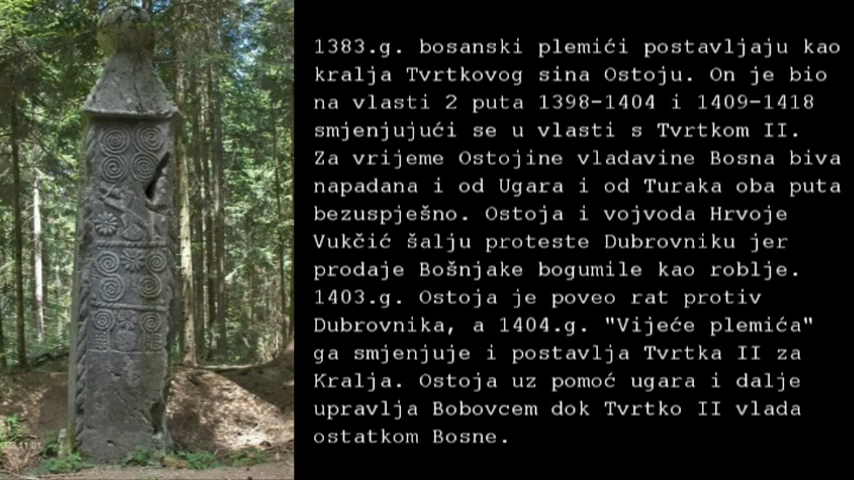 1383.g. bosanski plemići postavljaju kao
kralja Tvrtkovog sina Ostoju. On je bio
na vlasti 2 puta 1398-1404 i 1409-1418
smjenjujući se u vlasti s Tvrtkom II.
Za vrijeme Ostojine vladavine Bosna biva
napadana i od Ugara i od Turaka oba puta
bezuspješno. Ostoja i vojvoda Hrvoje
Vukčić šalju proteste Dubrovniku jer
prodaje Bošnjake bogumile kao roblje.
1403.g. Ostoja je poveo rat protiv
Dubrovnika, a 1404.g. "Vijeće plemića"
ga smjenjuje i postavlja Tvrtka II za
Kralja. Ostoja uz pomoć ugara i dalje
upravlja Bobovcem dok Tvrtko II vlada
ostatkom Bosne.